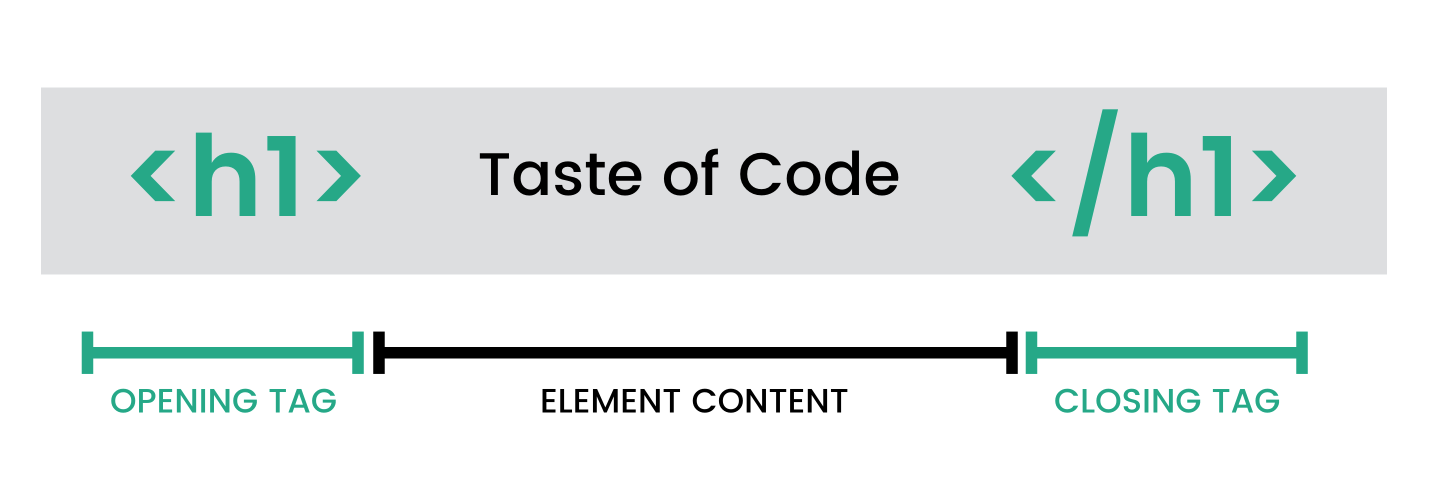 <h1> Taste of Code </h1>
OPENING TAG ELEMENT CONTENT CLOSING TAG